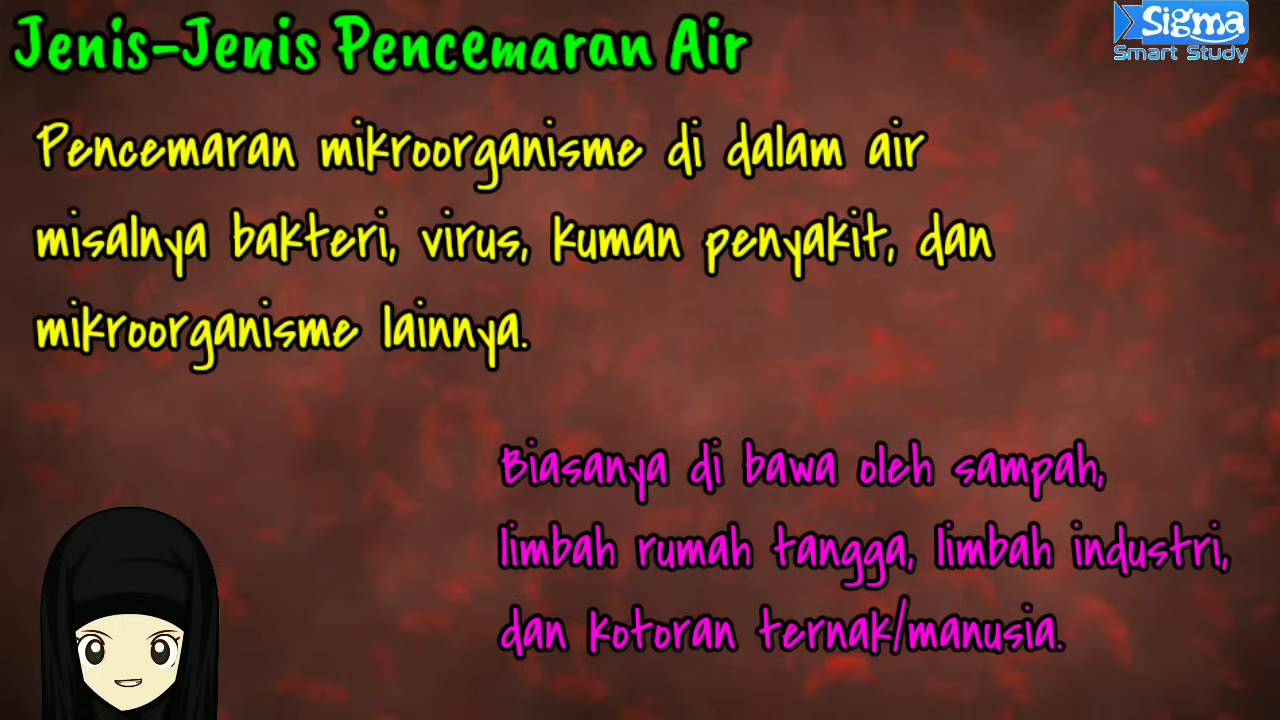 Jenis-Jenis Pencemaran Air
Sigma
Smart Study
Pencemaran mikroorganisme di dalam air
misalnya bakteri, virus, kuman penyakit, dan
mikroorganisme lainnya.
Biasanya di bawa oleh sampah,
limbah rumah tangga, limbah industri,
dan kotoran ternak/manusia.